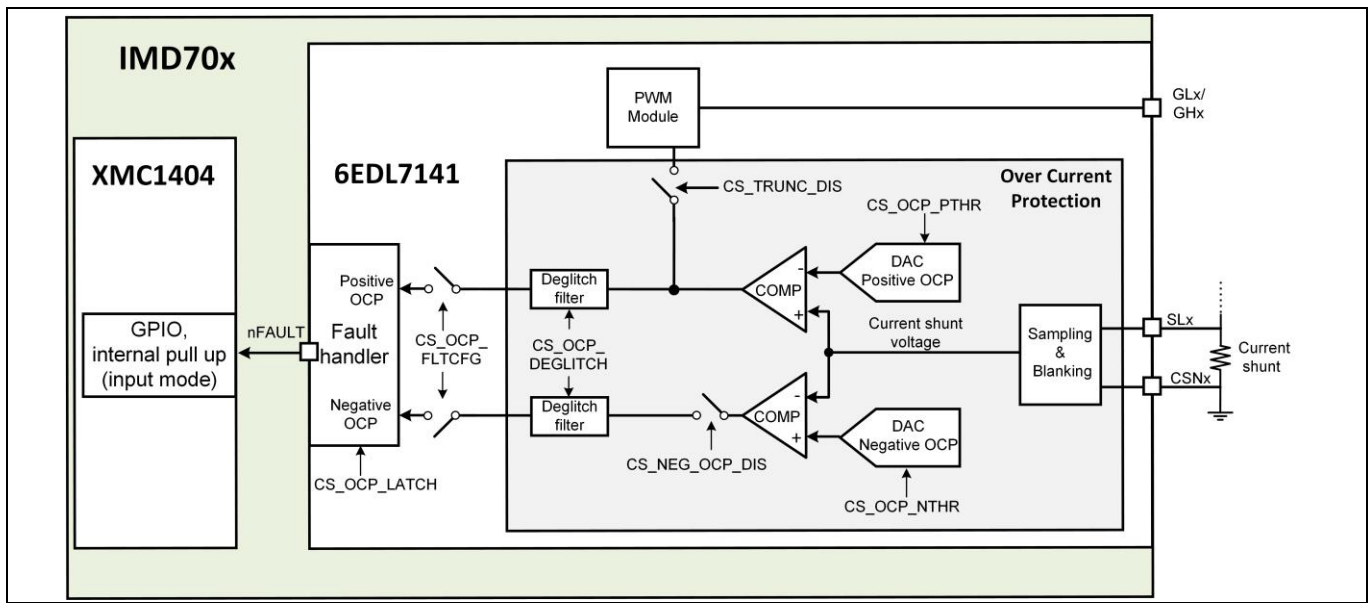 IMD70x
XMC1404
GPIO,
internal pull up
(input mode)
nFAULT
6EDL7141
Positive
OCP
Fault
handler
Negative
OCP
CS_OCP_LATCH
CS_OCP_
FLTCFG
PWM
Module
CS_TRUNC_DIS
Over Current
Protection
CS_OCP_PTHR
DAC
Positive OCP
-
COMP
+
Deglitch
filter
CS_OCP_
DEGLITCH
Deglitch
filter
CS_NEG_OCP_DIS
Current shunt
voltage
-
COMP
+
DAC
Negative OCP
CS_OCP_NTHR
Sampling
&
Blanking
GLx/
GHx
SLx
CSNx
Current
shunt